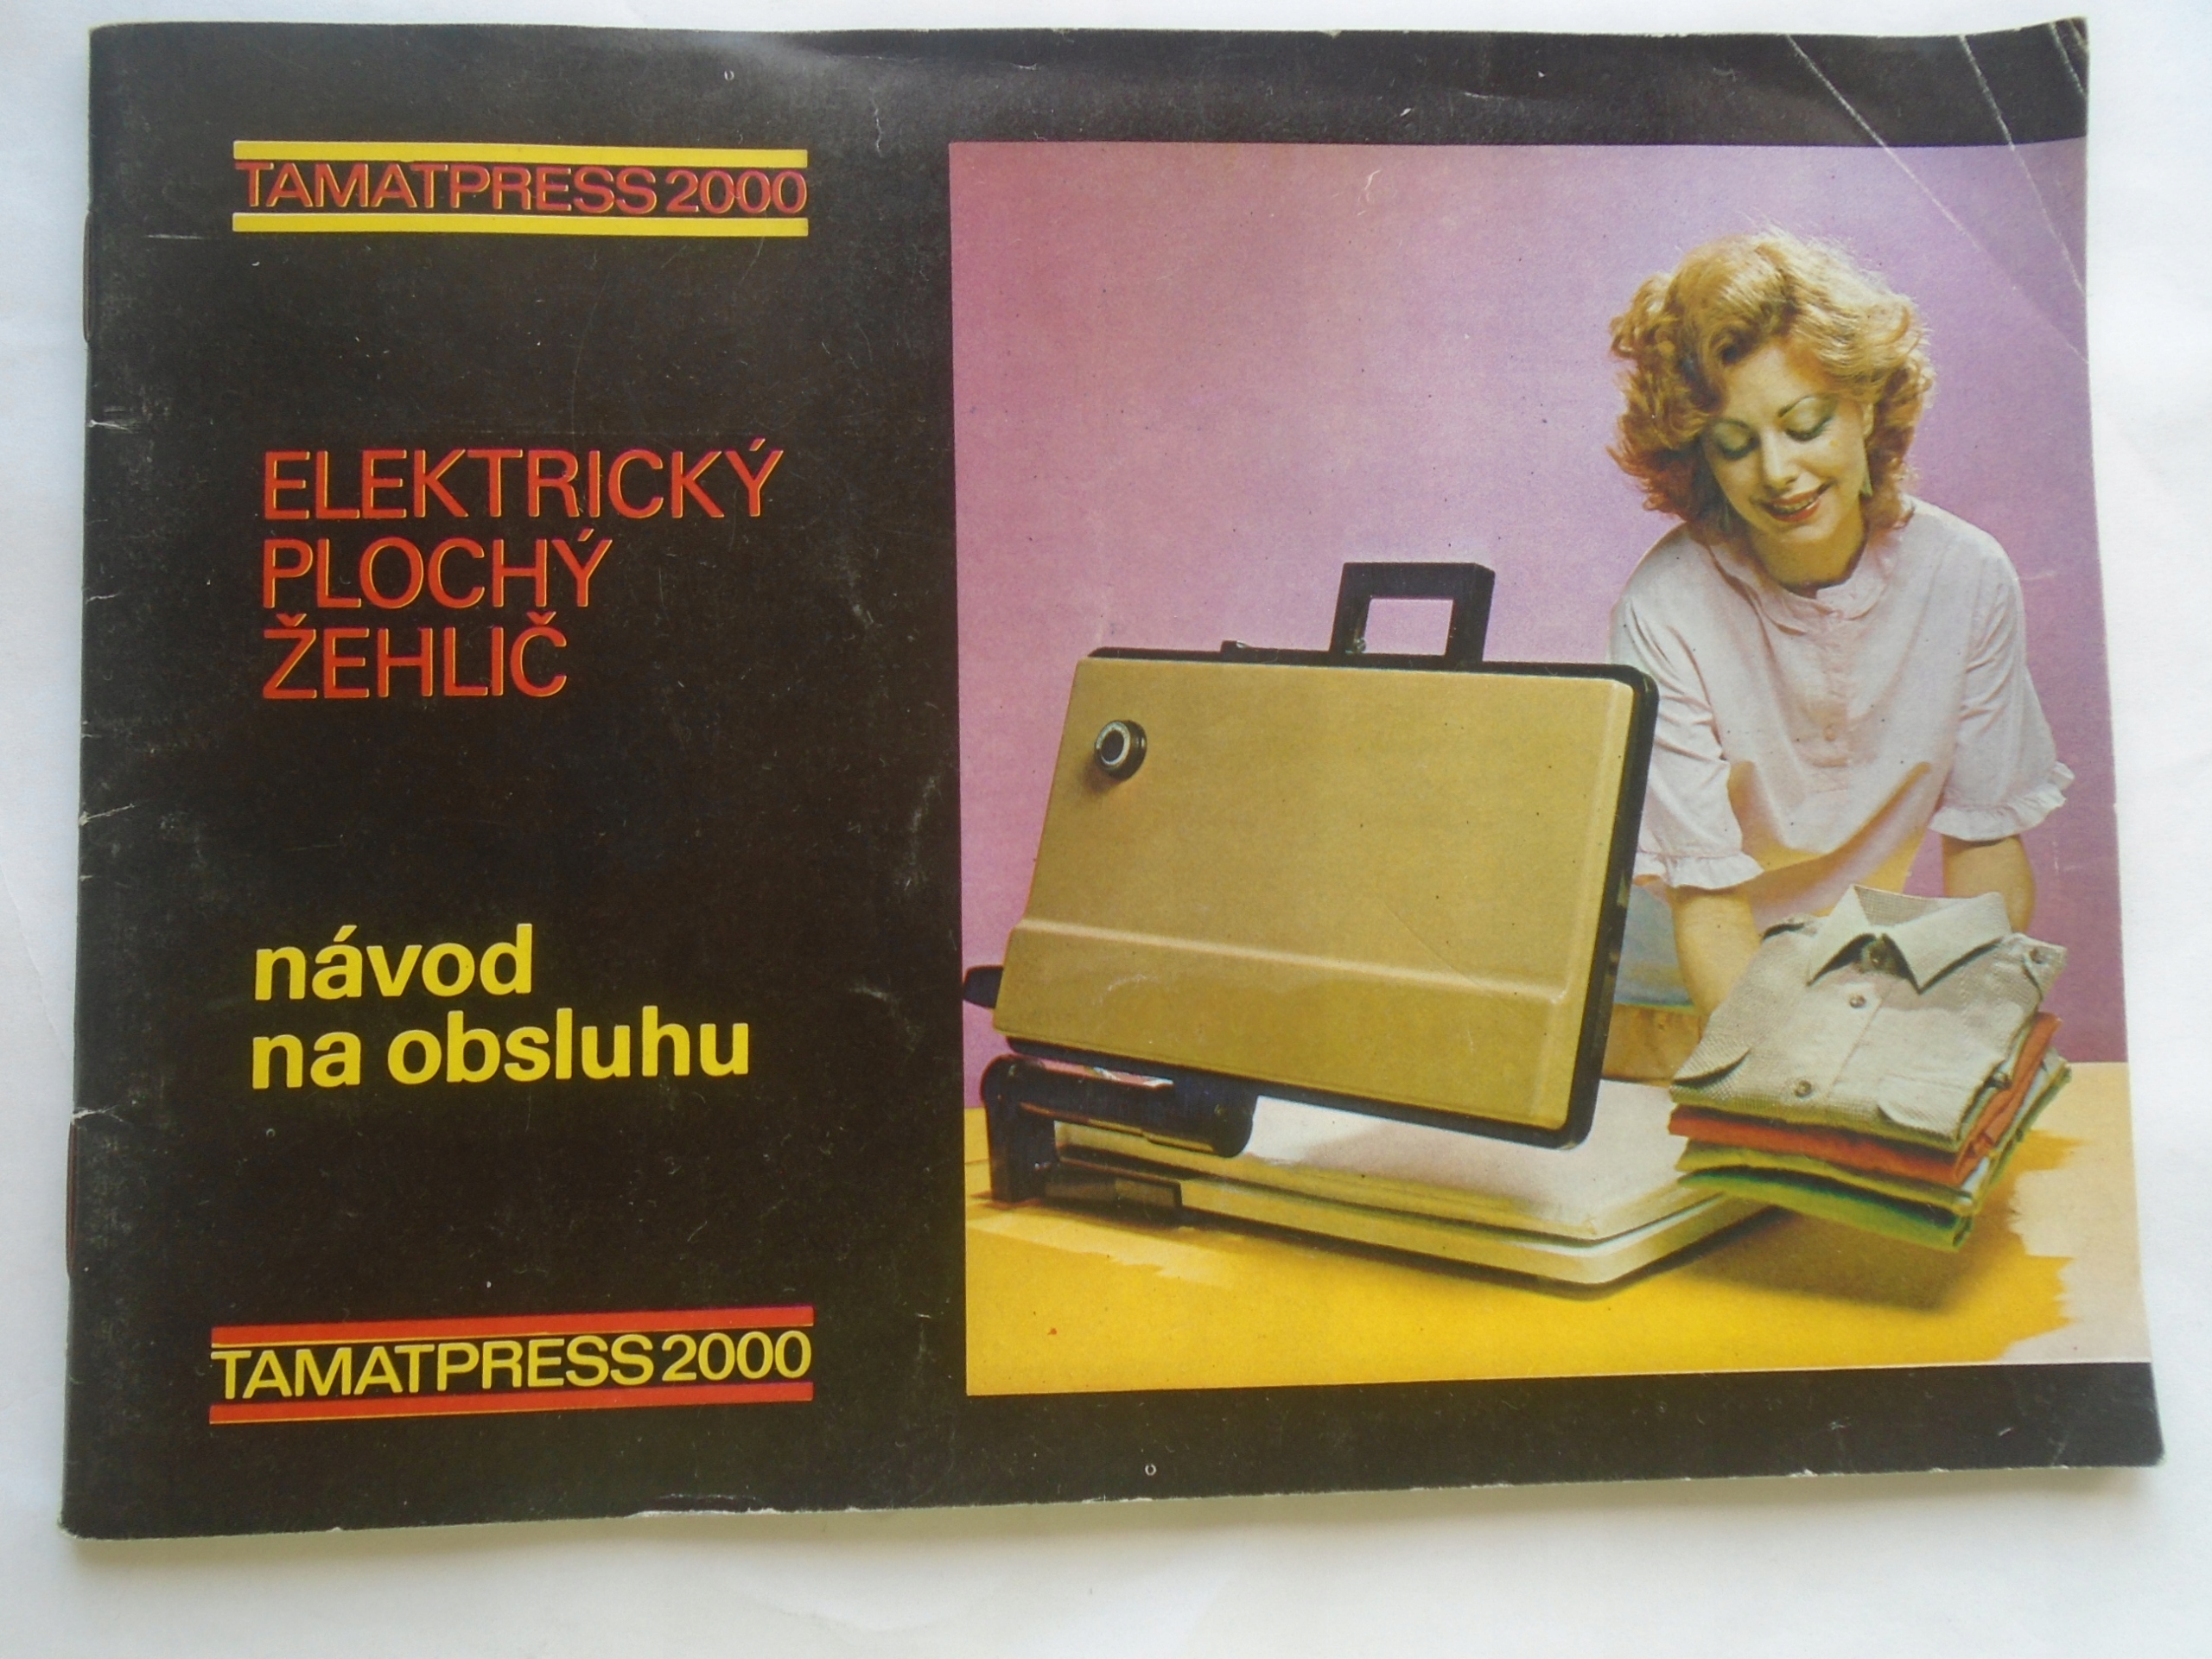 TAMATPRESS 2000
ELEKTRICKÝ
PLOCHÝ
ŽEHLIČ
návod
na obsluhu
TAMATPRESS 2000